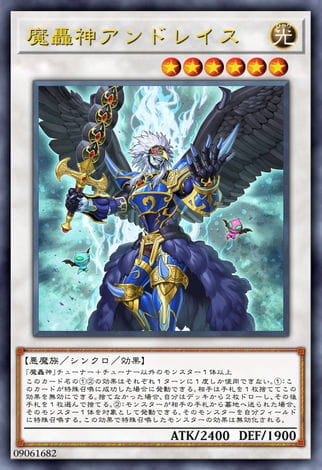 魔轟神アンドレイス
光
【悪魔族／シンクロ／効果】
「魔轟神」チューナー＋チューナー以外のモンスター１体以上
このカード名の①②の効果はそれぞれ１ターンに１度しか使用できない。①：こ
のカードが特殊召喚に成功した場合に発動できる。相手は手札を１枚捨ててこ
の効果を無効にできる。捨てなかった場合、自分はデッキから２枚ドローし、その後
手札を１枚選んで捨てる。②：モンスターが相手の手札から墓地へ送られた場合、
そのモンスター１体を対象として発動できる。そのモンスターを自分フィールド
に特殊召喚する。この効果で特殊召喚したモンスターの効果は無効化される。
ATK/2400 DEF/1900
09061682